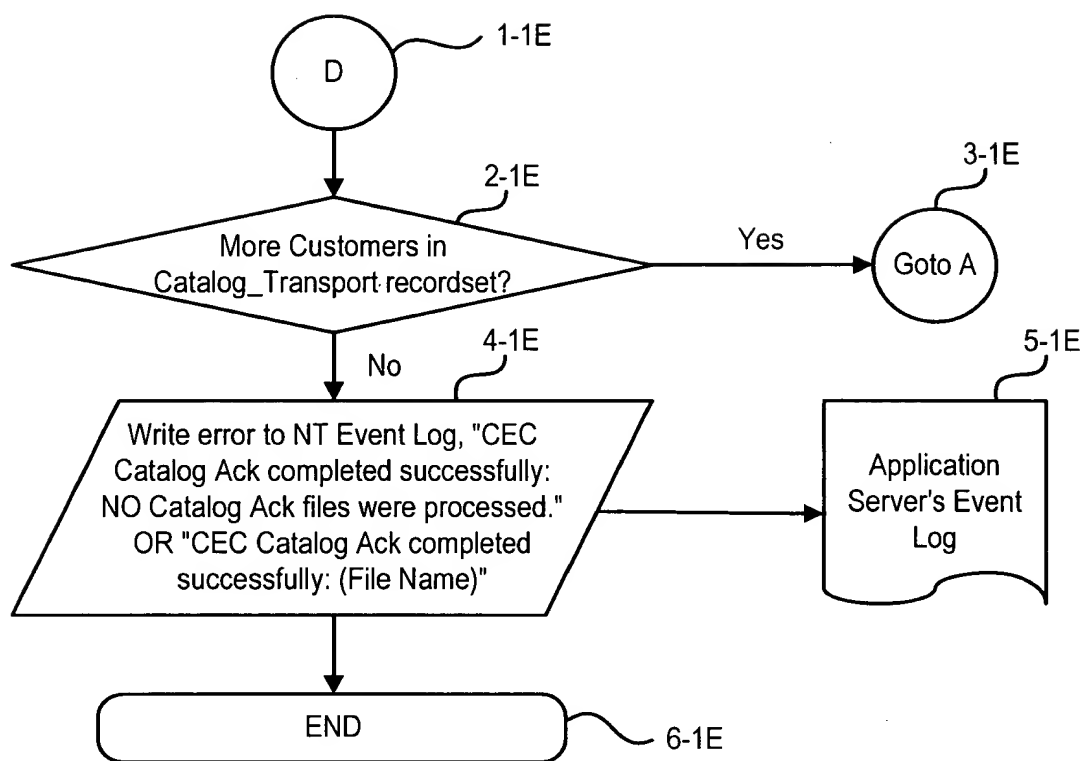 1-1E
D
2-1E
3-1E
More Customers in
Catalog_Transport recordset?
Yes
Goto A
No
4-1E
5-1E
Write error to NT Event Log, "CEC
Catalog Ack completed successfully:
NO Catalog Ack files were processed."
OR "CEC Catalog Ack completed
successfully: (File Name)"
Application
Server's Event
Log
END
6-1E